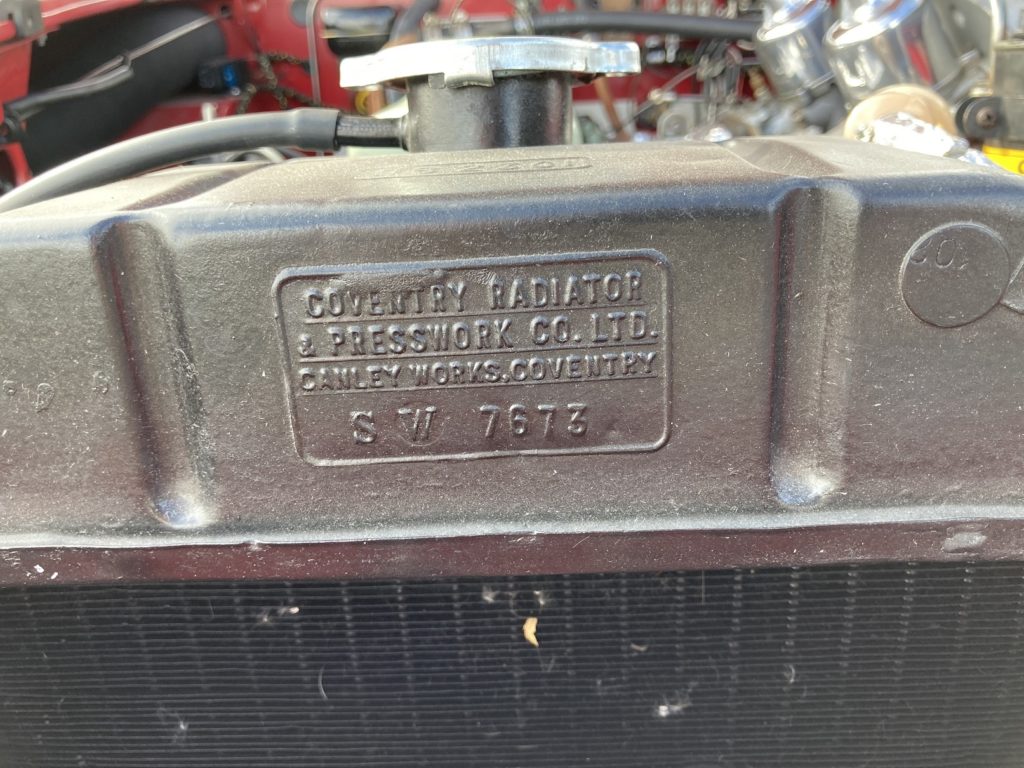 COVENTRY RADIATOR
& PRESSWORK CO. LTD.
CANLEY WORKS.COVENTRY
S W 7673